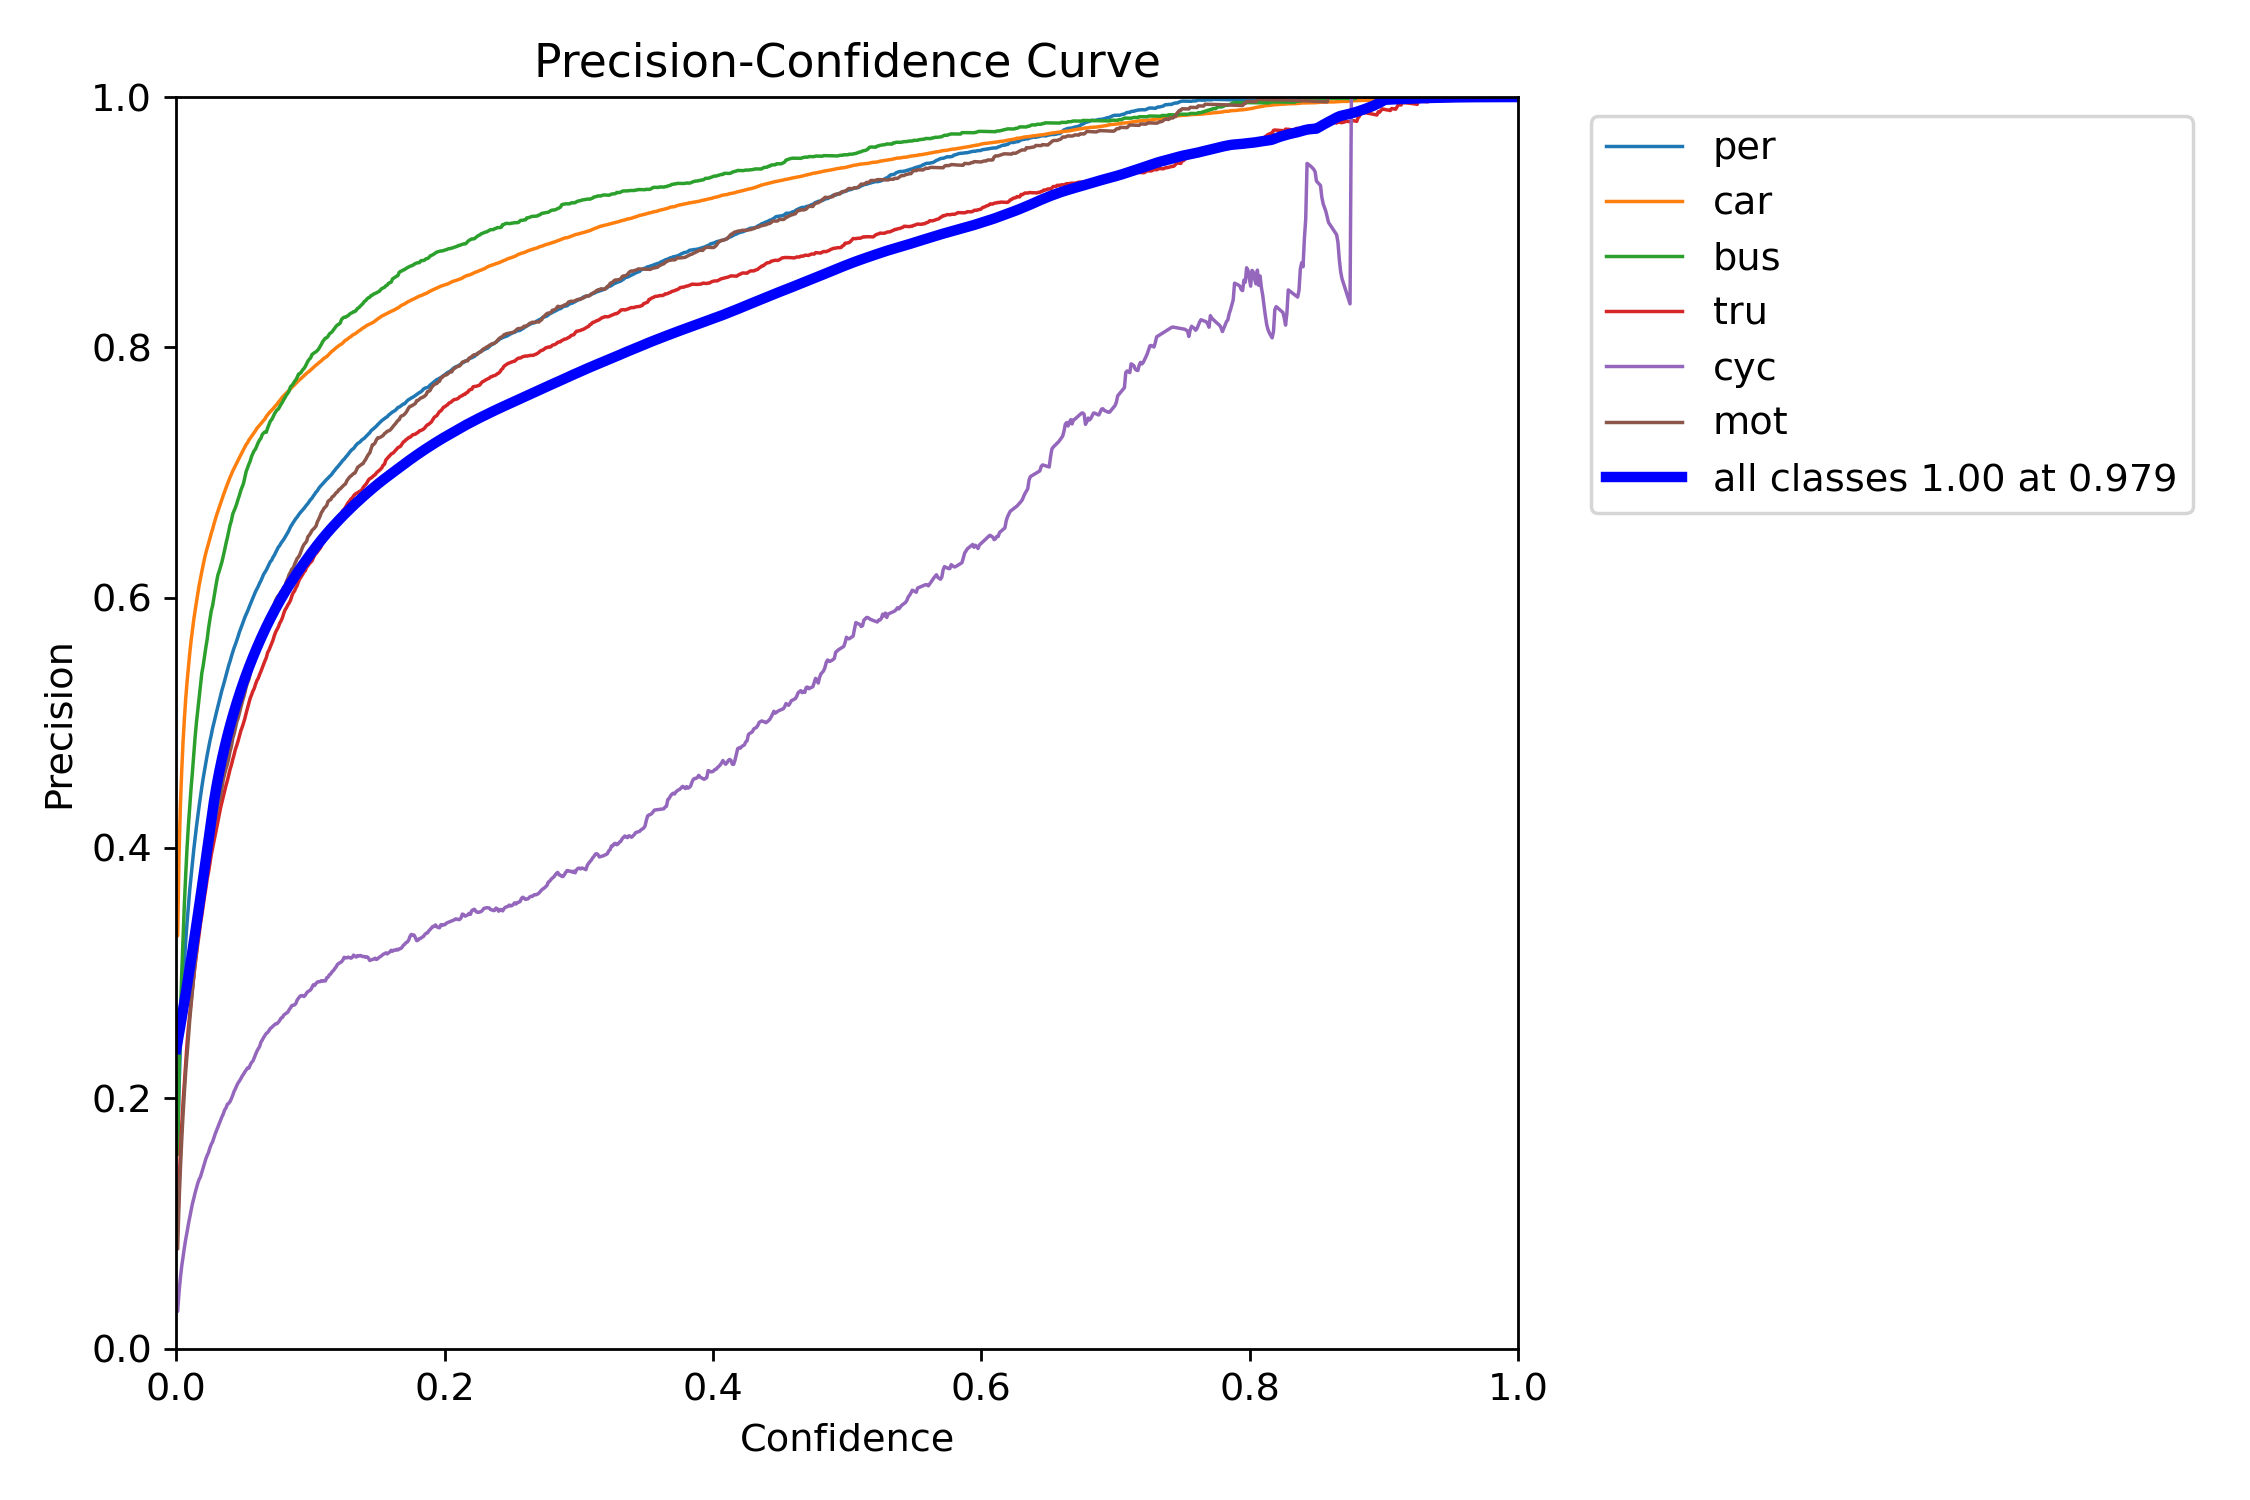 Precision-Confidence Curve
1.0
0.8
0.6
0.4
0.2
0.0
Precision
0.0 0.2 0.4 0.6 0.8 1.0
Confidence
per
car
bus
tru
cyc
mot
all classes 1.00 at 0.979